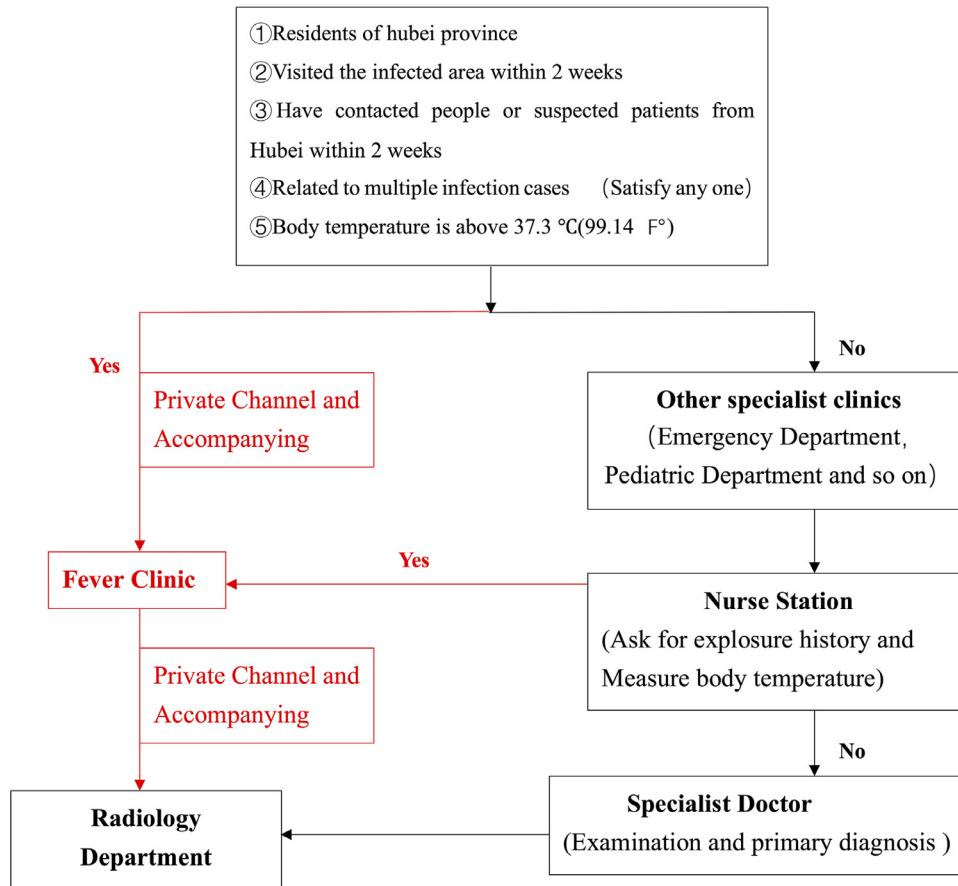 ①Residents of hubei province
②Visited the infected area within 2 weeks
③Have contacted people or suspected patients from
Hubei within 2 weeks
④Related to multiple infection cases （Satisfy any one）
⑤Body temperature is above 37.3 ℃(99.14 F°)
Yes
No
Private Channel and
Accompanying
Other specialist clinics
（Emergency Department,
Pediatric Department and so on）
Fever Clinic
Yes
Nurse Station
(Ask for explosure history and
Measure body temperature)
Private Channel and
Accompanying
No
Radiology
Department
Specialist Doctor
(Examination and primary diagnosis )